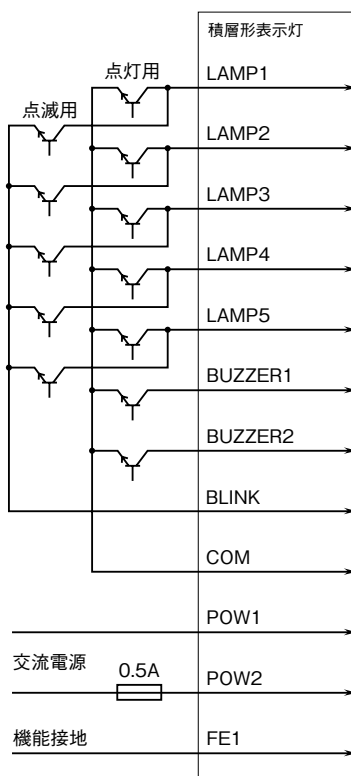 積層形表示灯
点灯用
LAMP1
点滅用
LAMP2
LAMP3
LAMP4
LAMP5
BUZZER1
BUZZER2
BLINK
COM
POW1
交流電源
0.5A
POW2
機能接地
FE1